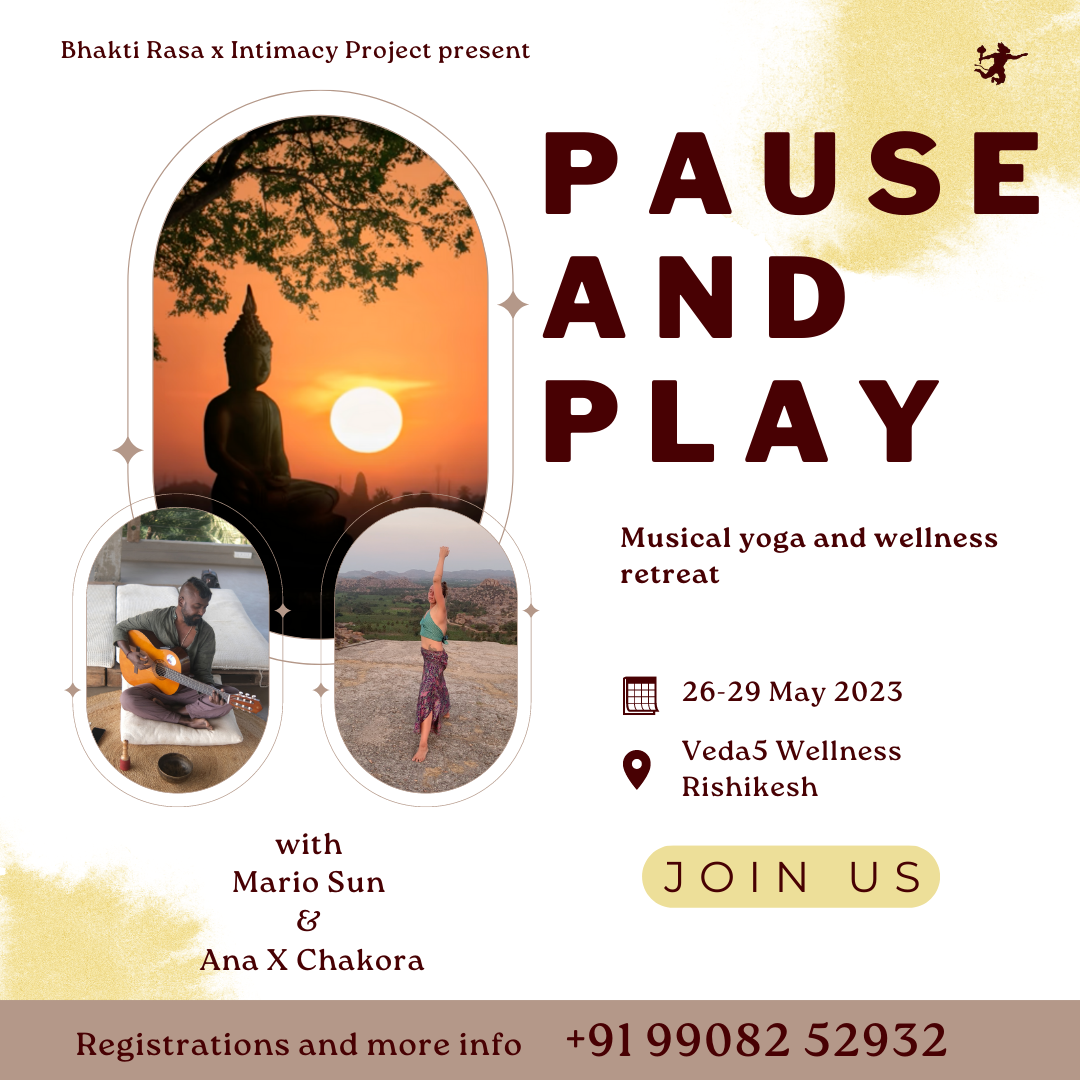 Bhakti Rasa x Intimacy Project present
PAUSE
AND
PLAY
Musical yoga and wellness
retreat
26-29 May 2023
Veda5 Wellness
Rishikesh
JOIN US
with
Mario Sun
&
Ana X Chakora
Registrations and more info +91 99082 52932